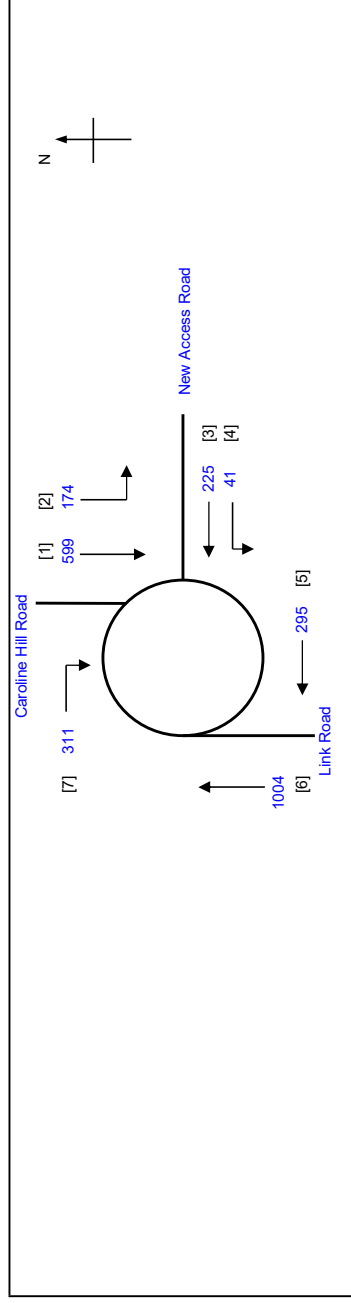 N
Caroline Hill Road
[1] [2]
599 174
[7] 311
New Access Road
225 [3]
41 [4]
295 [5]
1004
[6] Link Road